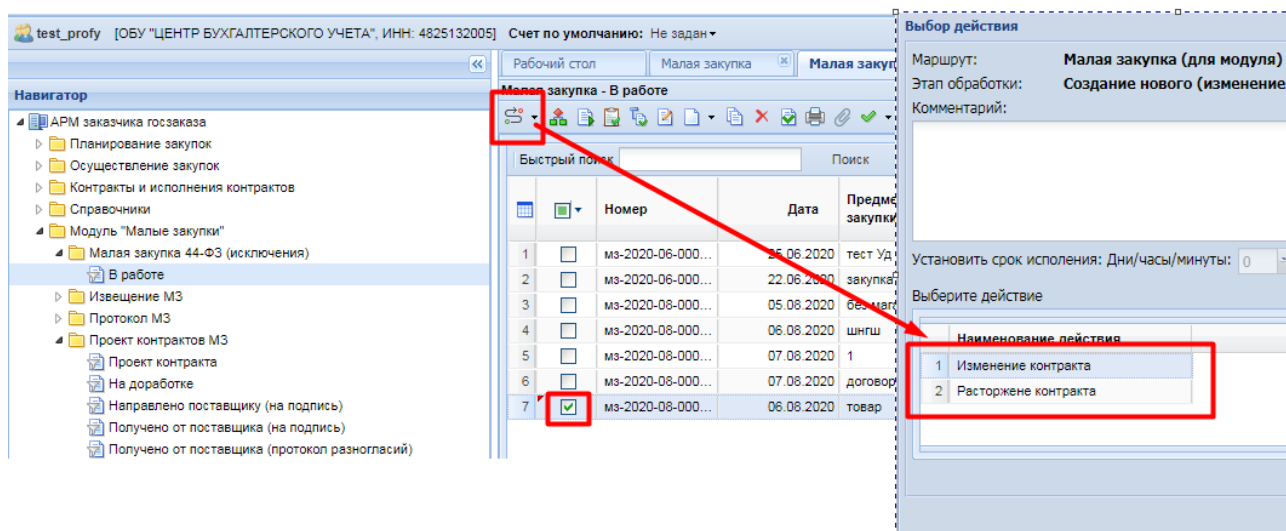 test_profy [ОБУ "ЦЕНТР БУХГАЛТЕРСКОГО УЧЕТА", ИНН: 4825132005] Счет по умолчанию: Не задан
Навигатор
АРМ заказчика госзаказа
Планирование закупок
Осуществление закупок
Контракты и исполнения контрактов
Справочники
Модуль "Малые закупки"
Малая закупка 44-ФЗ (исключения)
В работе
Извещение МЗ
Протокол МЗ
Проект контрактов МЗ
Проект контракта
На доработке
Направлено поставщику (на подпись)
Получено от поставщика (на подпись)
Получено от поставщика (протокол разногласий)
Рабочий стол Малая закупка Малая закуп
Малая закупка - В работе
Быстрый поиск Поиск
Номер Дата Предме закупки
1 мз-2020-06-000... 25.06.2020 тест Уд
2 мз-2020-06-000... 22.06.2020 закупка
3 мз-2020-08-000... 05.08.2020 без мага
4 мз-2020-08-000... 06.08.2020 шнгш
5 мз-2020-08-000... 07.08.2020 1
6 мз-2020-08-000... 07.08.2020 договор
7 мз-2020-08-000... 06.08.2020 товар
Выбор действия
Маршрут: Малая закупка (для модуля)
Этап обработки: Создание нового (изменение
Комментарий:
Установить срок исполения: Дни/часы/минуты: 0
Выберите действие
Наименование действия
1 Изменение контракта
2 Расторжене контракта